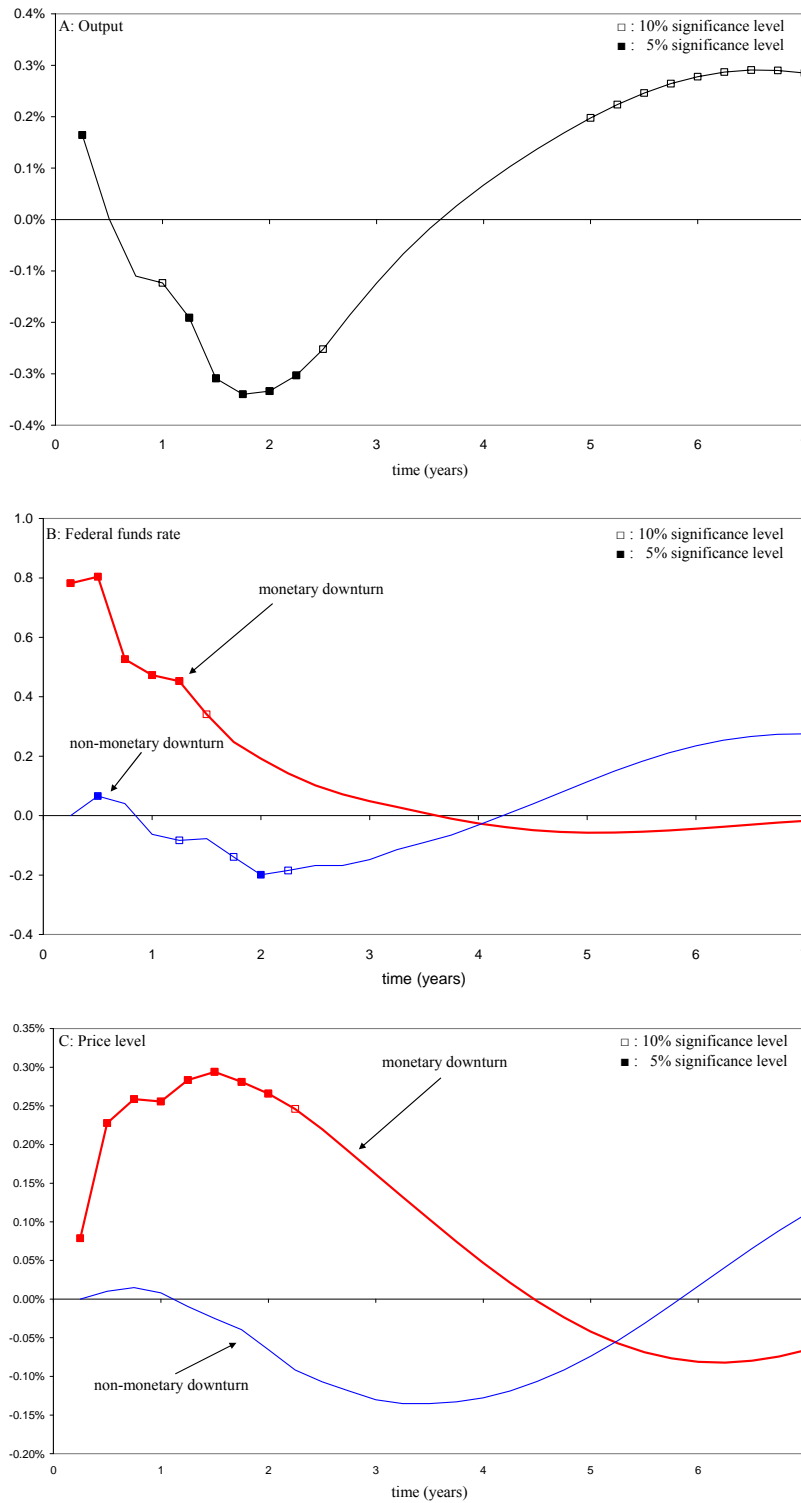 0.4%
A: Output
□ : 10% significance level
■ : 5% significance level
0.3%
0.2%
0.1%
0.0%
-0.1%
-0.2%
-0.3%
-0.4%
0 1 2 3 4 5 6
time (years)
1.0
B: Federal funds rate
□ : 10% significance level
■ : 5% significance level
0.8
monetary downturn
0.6
0.4
non-monetary downturn
0.2
0.0
-0.2
-0.4
0 1 2 3 4 5 6
time (years)
0.35%
C: Price level
□ : 10% significance level
■ : 5% significance level
monetary downturn
0.30%
0.25%
0.20%
0.15%
0.10%
0.05%
0.00%
-0.05%
-0.10%
non-monetary downturn
-0.15%
-0.20%
0 1 2 3 4 5 6
time (years)